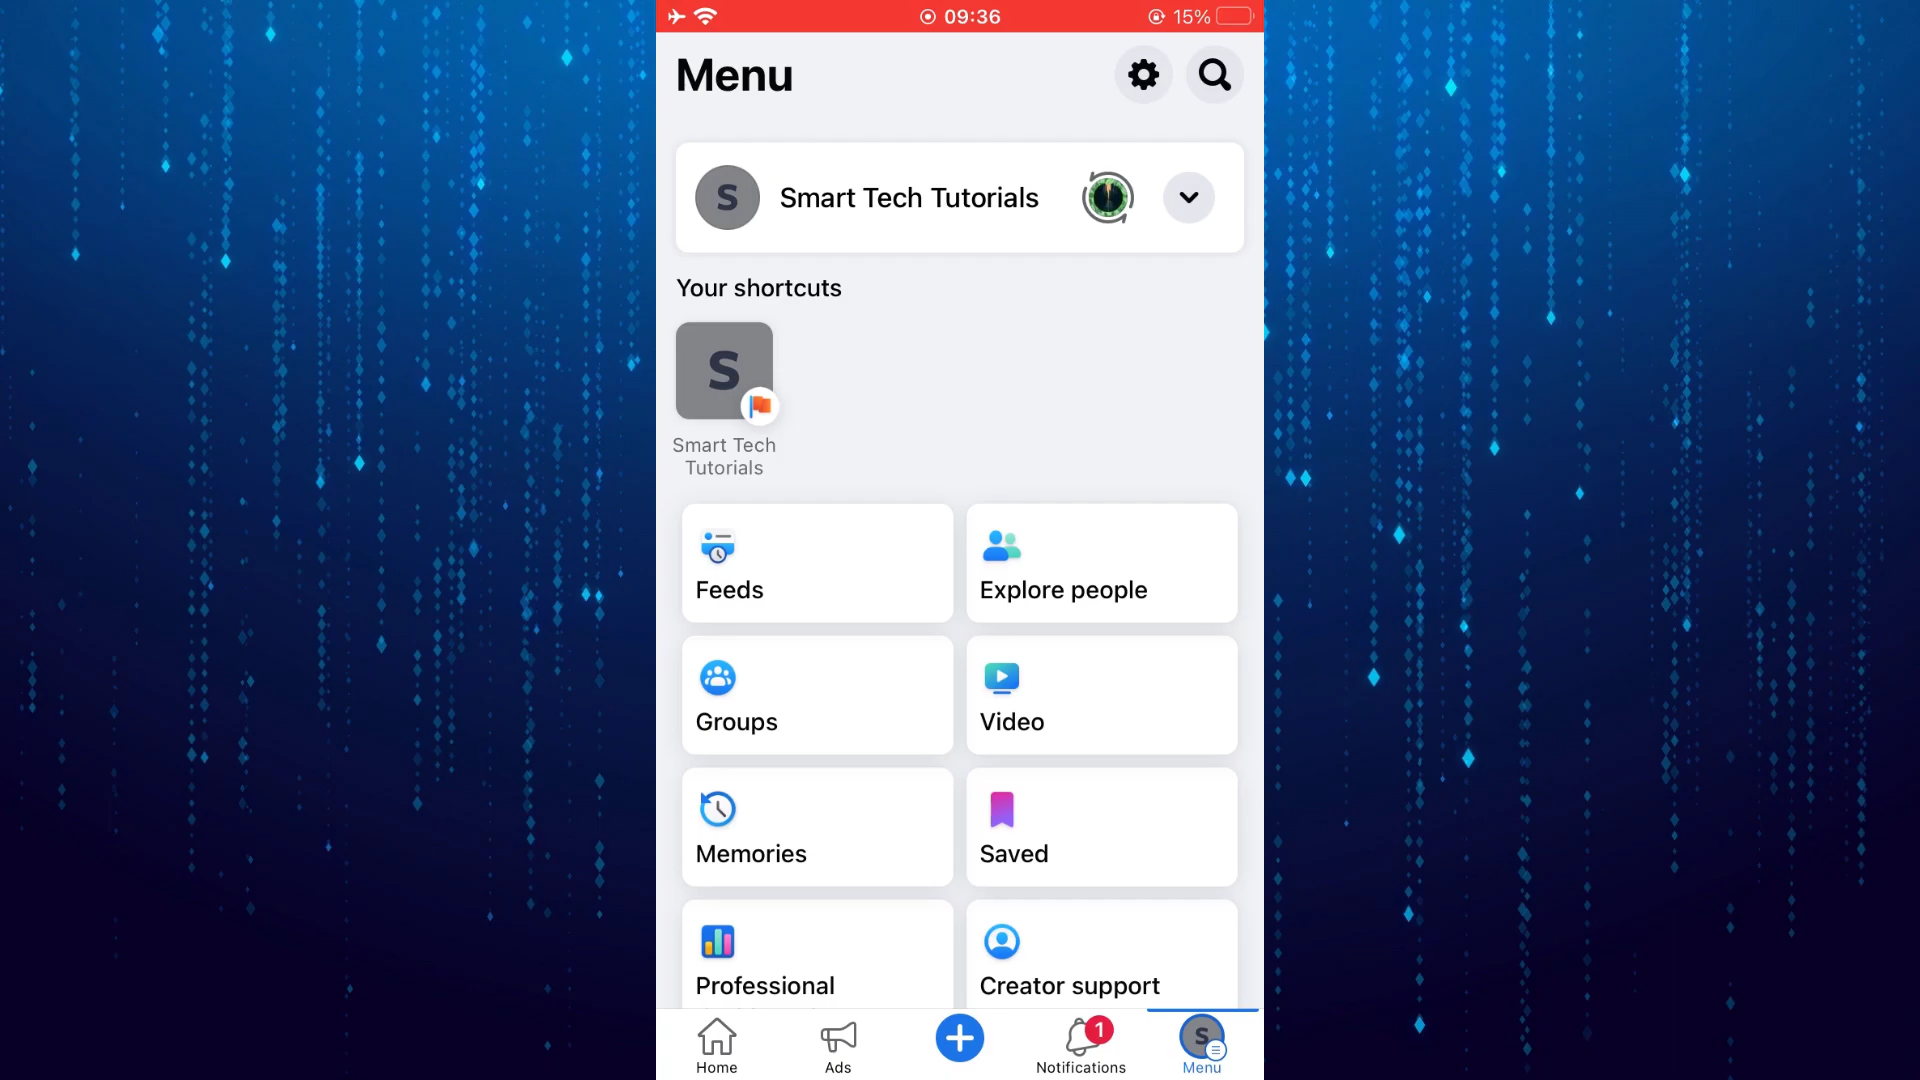 09:36
15%
Menu
S
Smart Tech Tutorials
Your shortcuts
S
Smart Tech
Tutorials
Feeds
Explore people
Groups
Video
Memories
Saved
Professional
Creator support
1
S
Home
Ads
Notifications
Menu